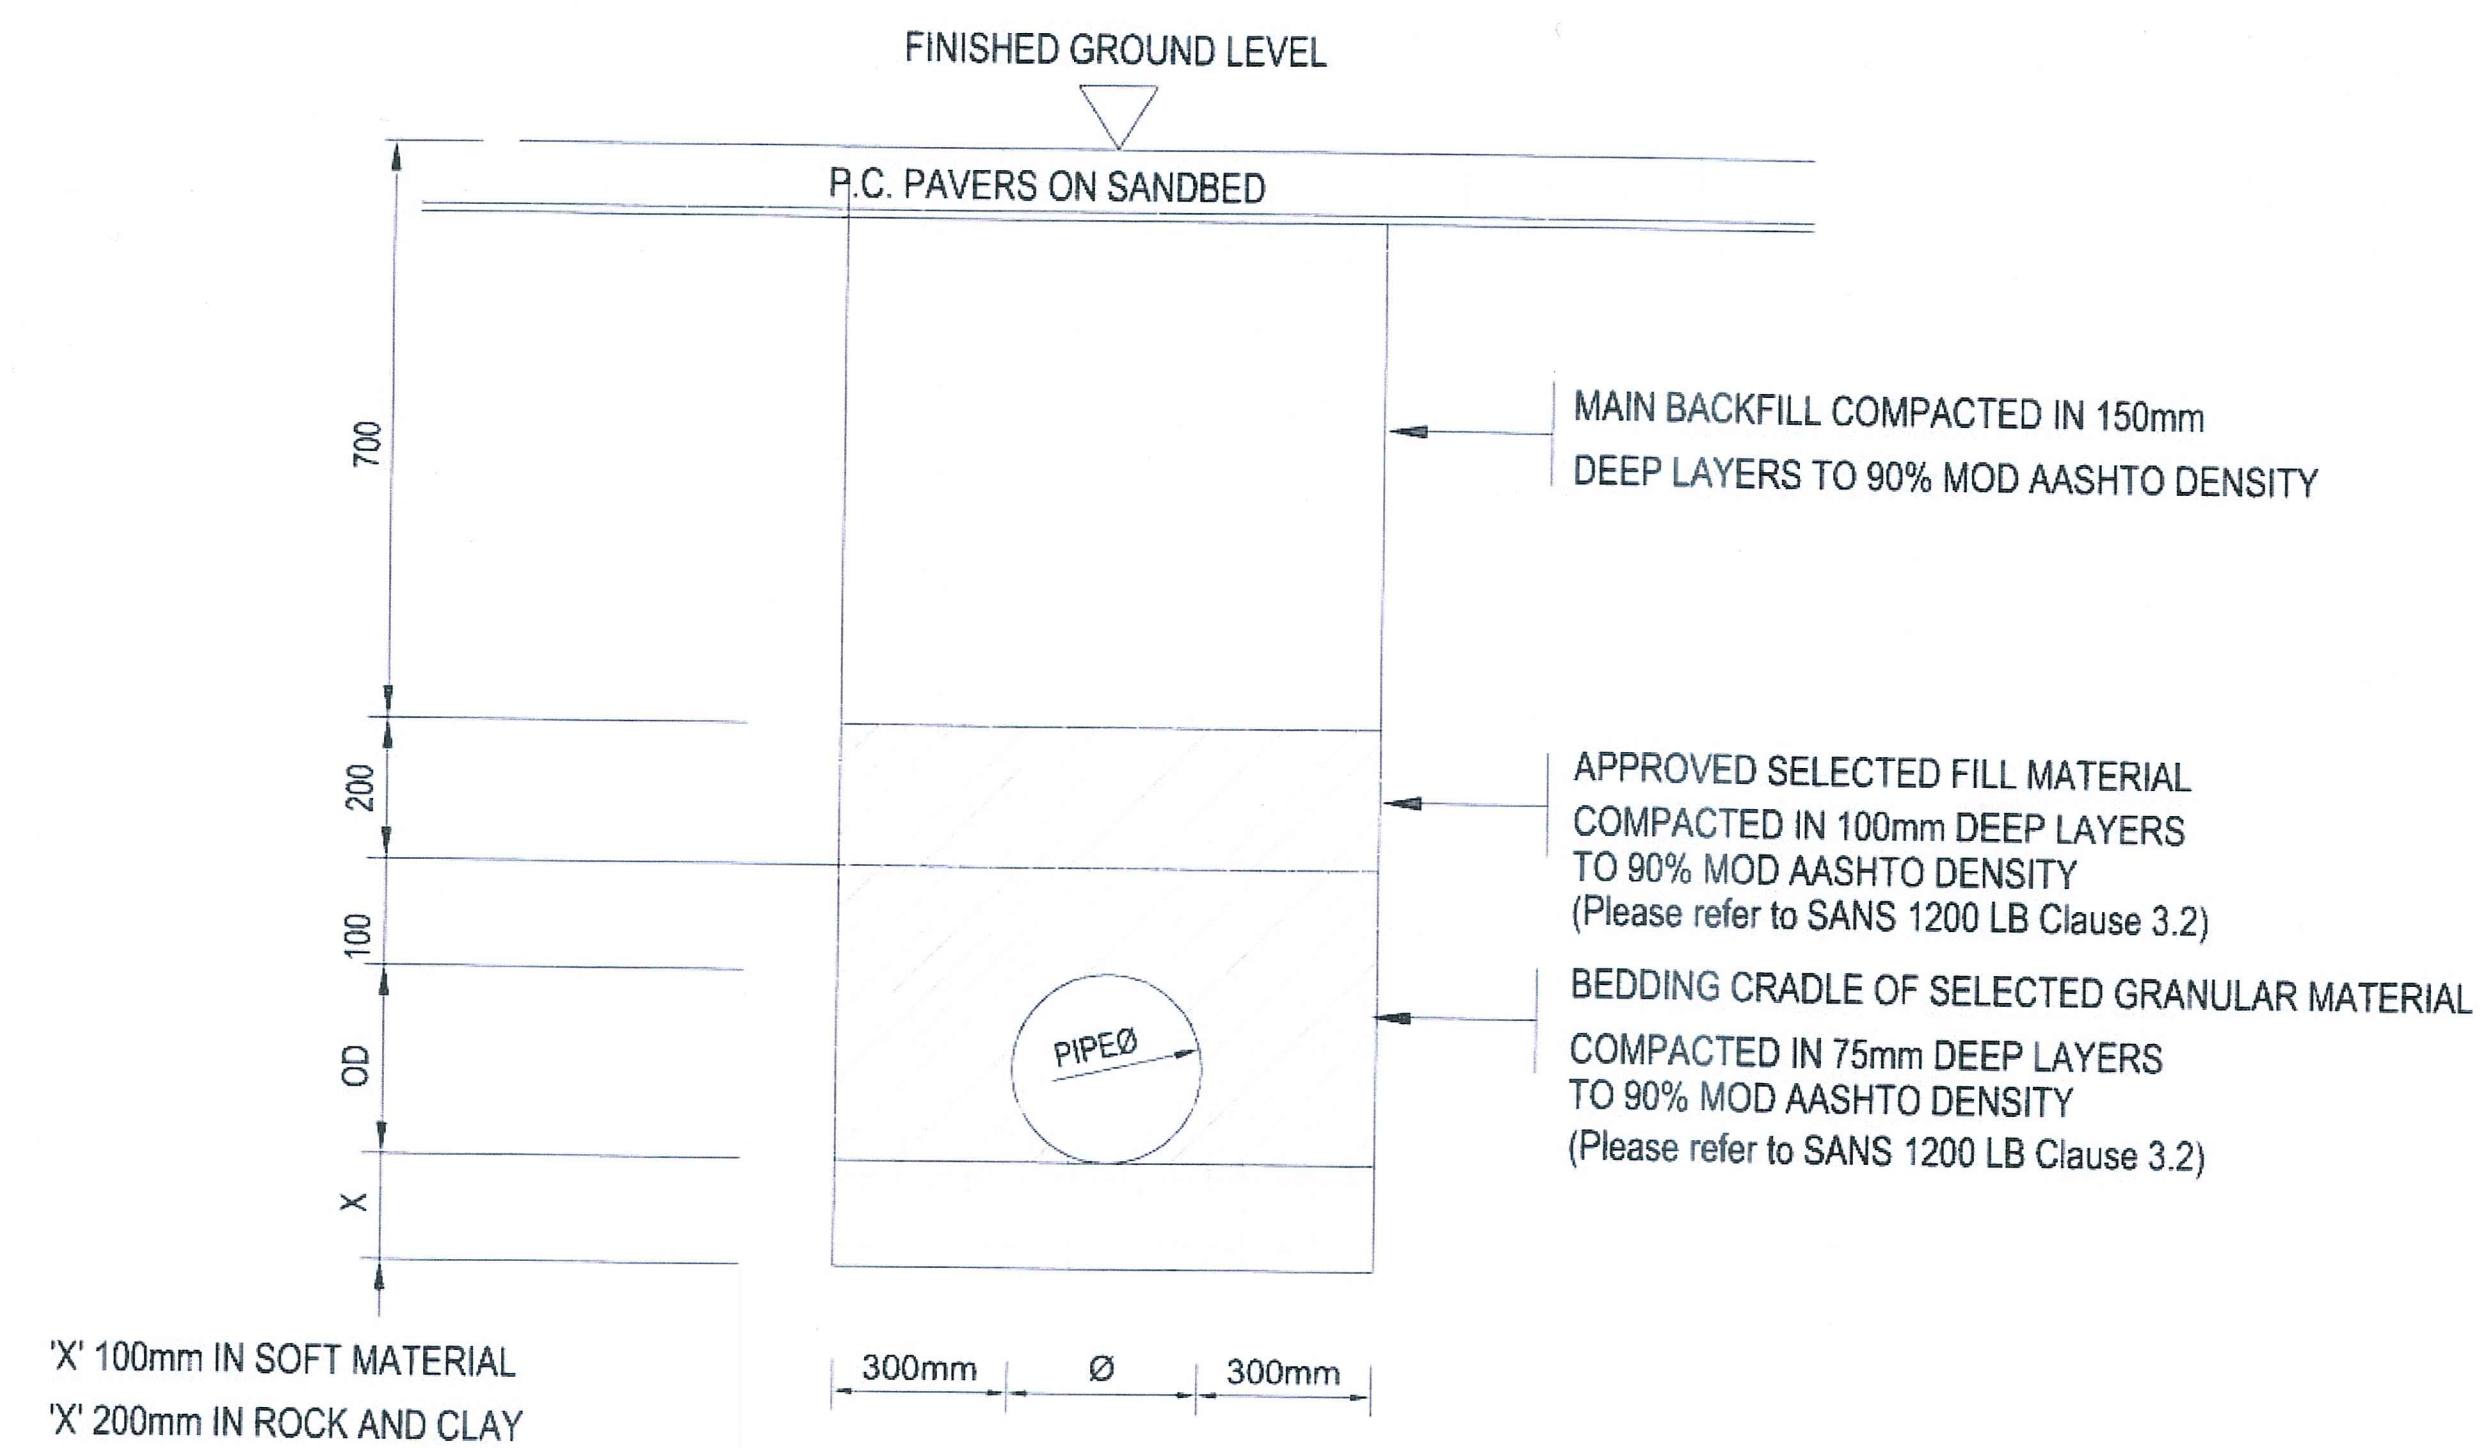 FINISHED GROUND LEVEL
P.C. PAVERS ON SANDBED
700
MAIN BACKFILL COMPACTED IN 150mm
DEEP LAYERS TO 90% MOD AASHTO DENSITY
200
APPROVED SELECTED FILL MATERIAL
COMPACTED IN 100mm DEEP LAYERS
TO 90% MOD AASHTO DENSITY
(Please refer to SANS 1200 LB Clause 3.2)
100
BEDDING CRADLE OF SELECTED GRANULAR MATERIAL
COMPACTED IN 75mm DEEP LAYERS
TO 90% MOD AASHTO DENSITY
(Please refer to SANS 1200 LB Clause 3.2)
OD
PIPEØ
X
'X' 100mm IN SOFT MATERIAL
'X' 200mm IN ROCK AND CLAY
300mm
Ø
300mm